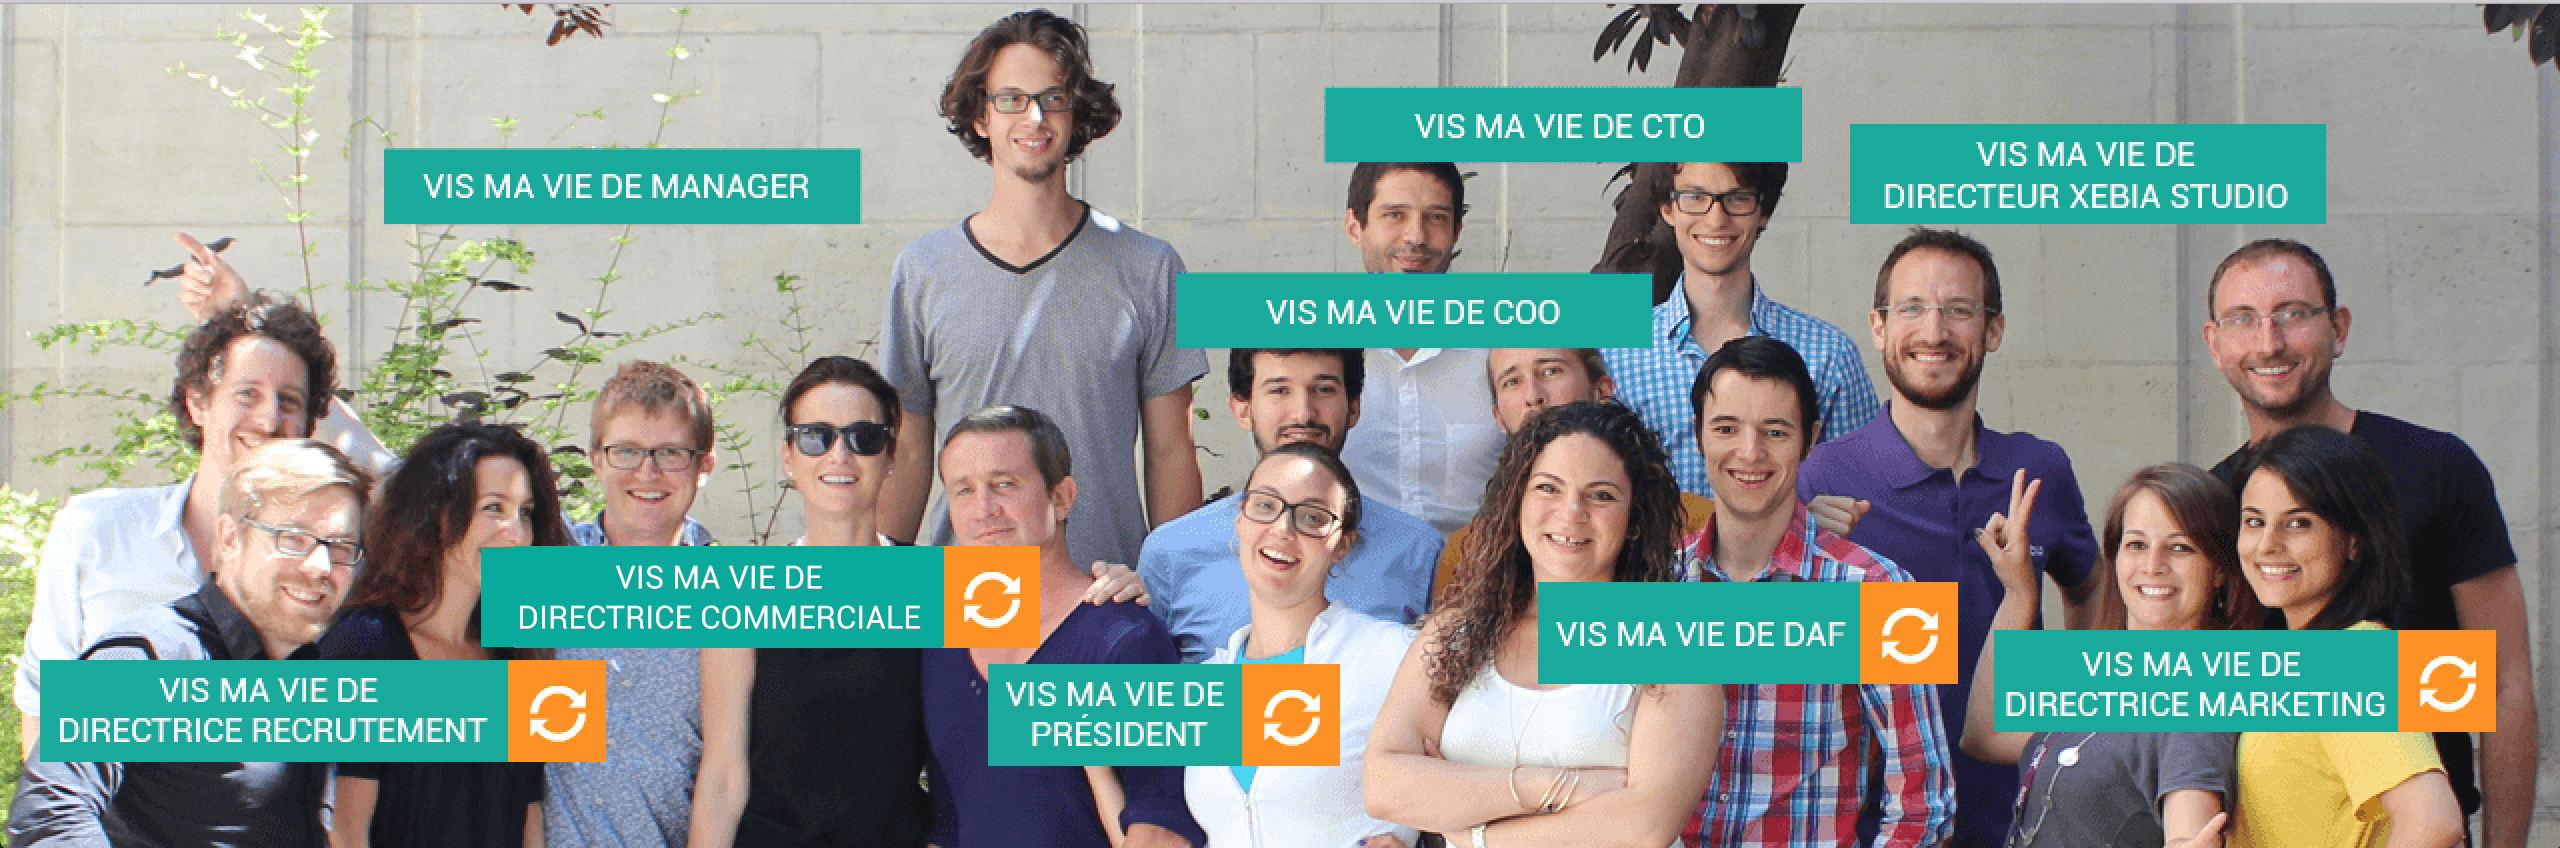 VIS MA VIE DE CTO
VIS MA VIE DE
DIRECTEUR XEBIA STUDIO
VIS MA VIE DE MANAGER
VIS MA VIE DE COO
VIS MA VIE DE
DIRECTRICE COMMERCIALE
VIS MA VIE DE DAF
VIS MA VIE DE
DIRECTRICE MARKETING
VIS MA VIE DE
DIRECTRICE RECRUTEMENT
VIS MA VIE DE
PRÉSIDENT